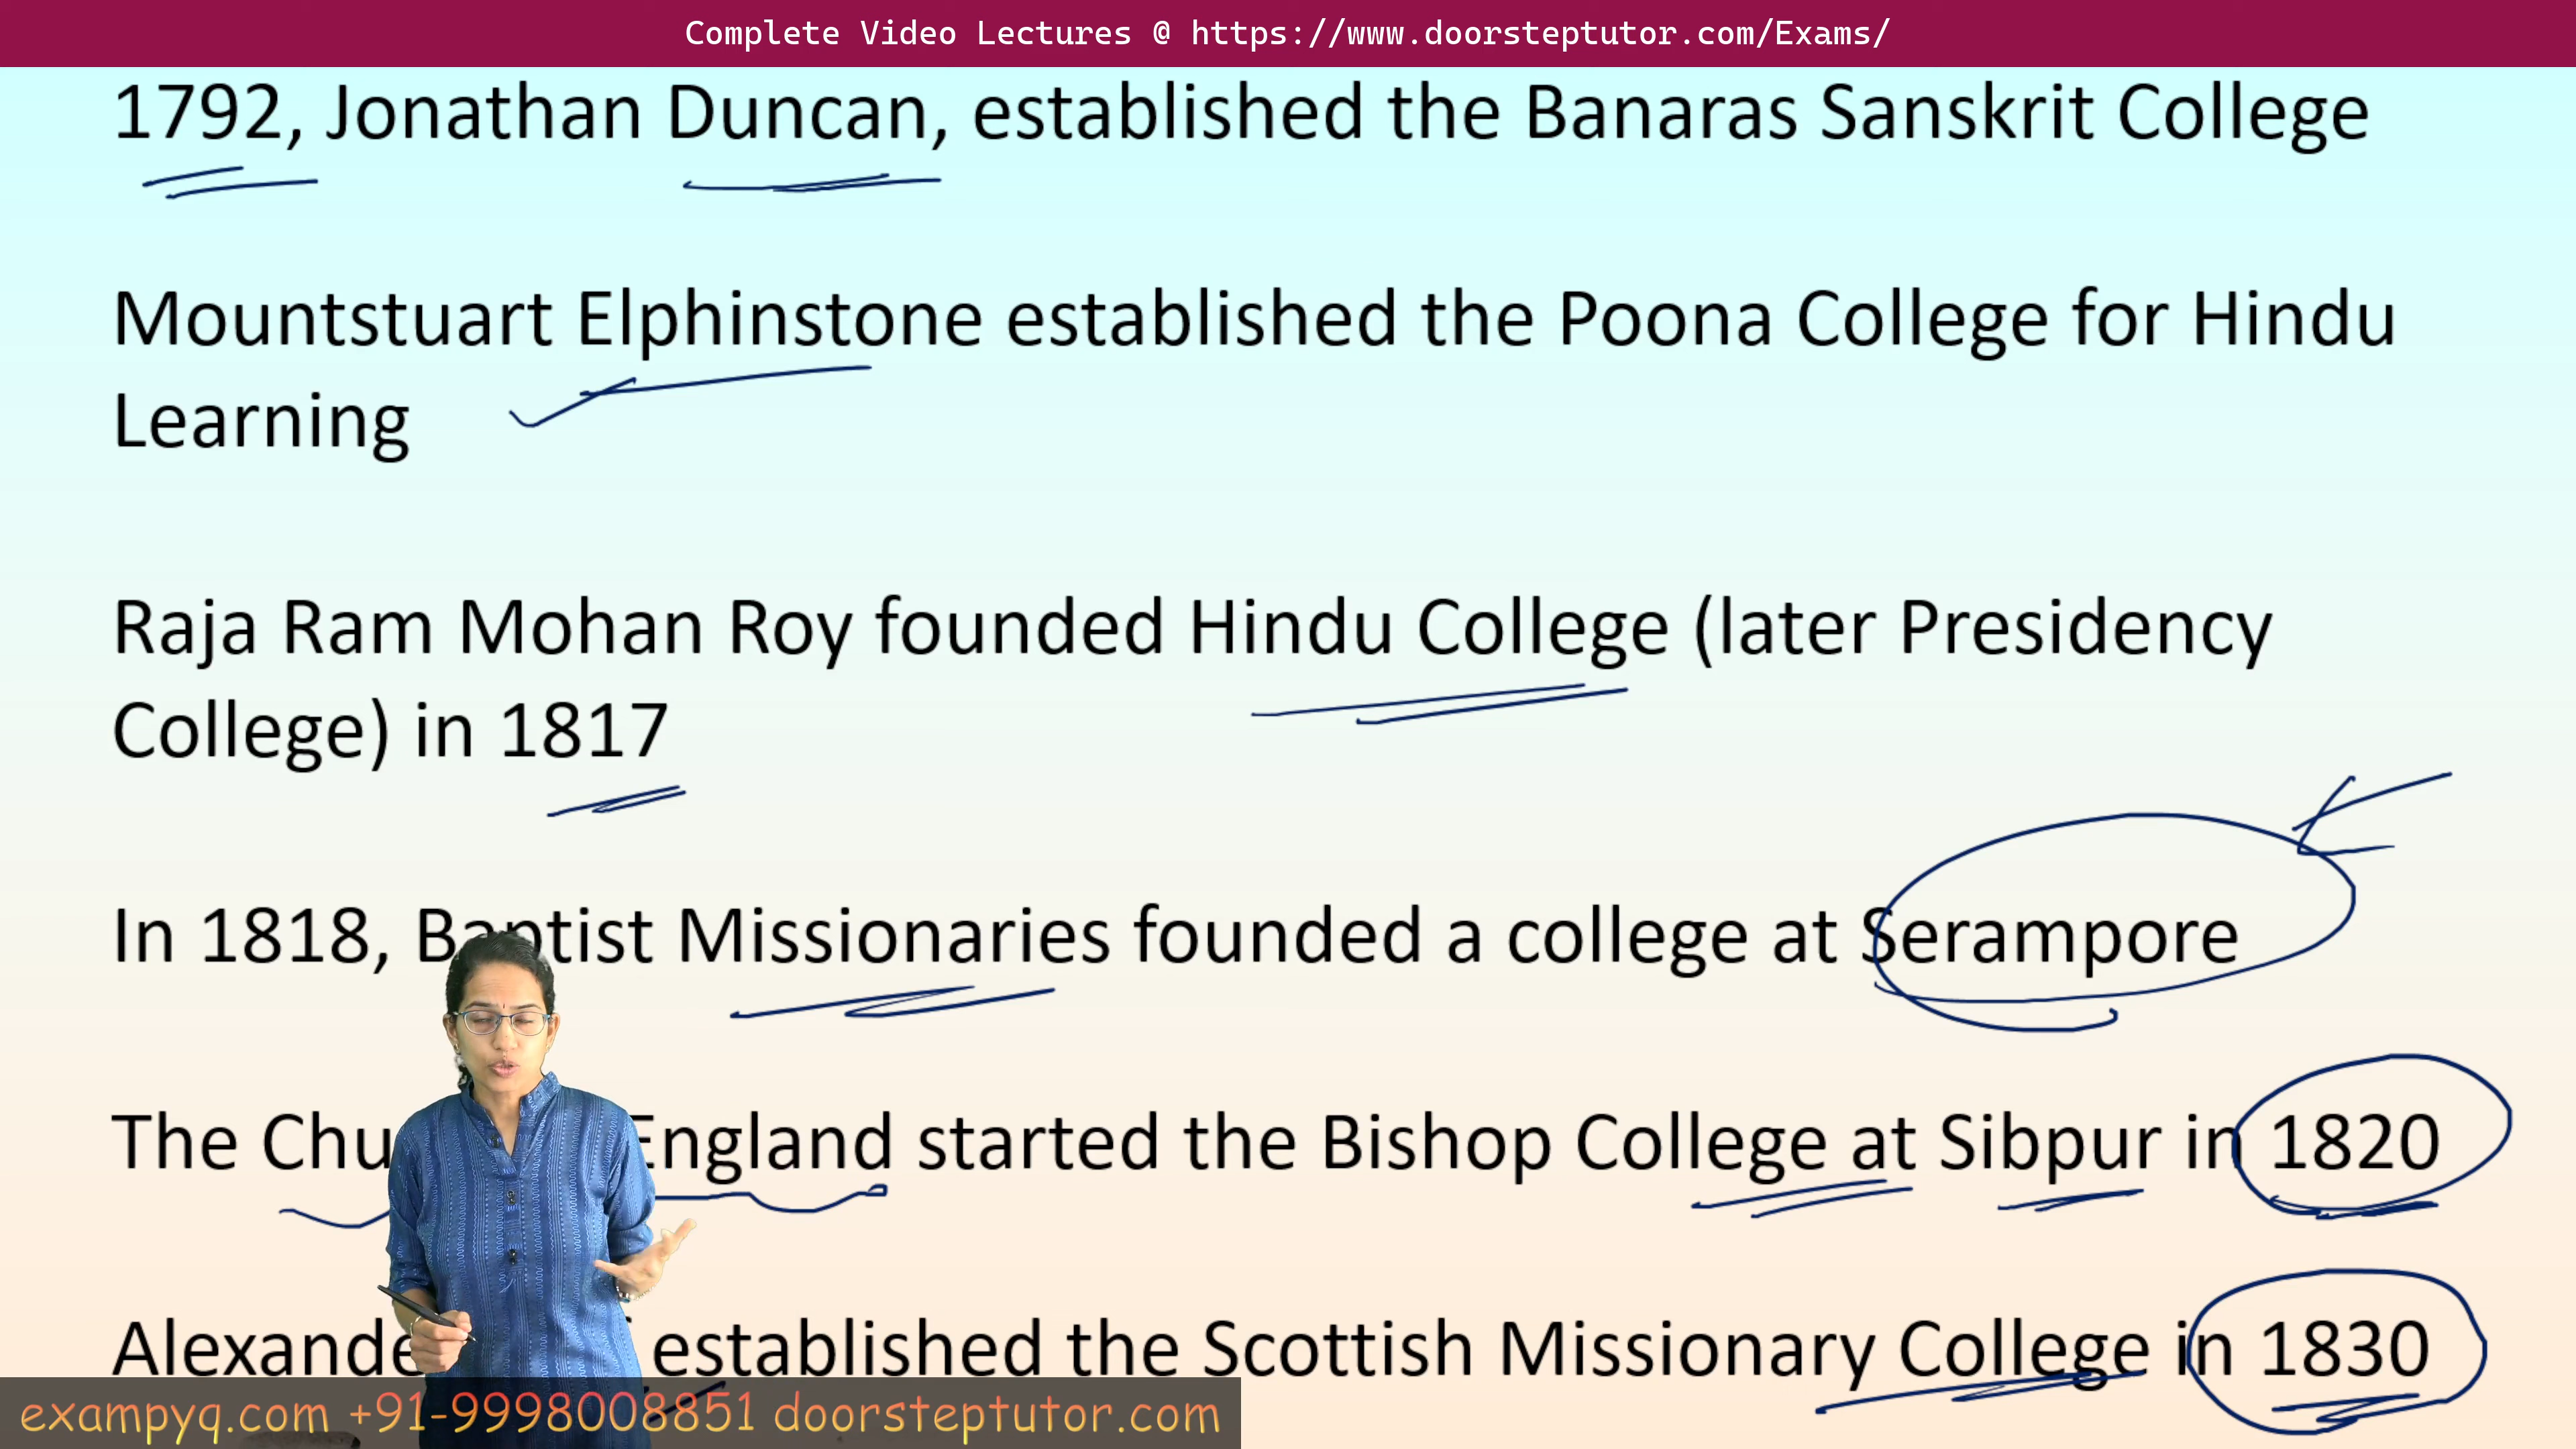 Complete Video Lectures @ https://www.doorsteptutor.com/Exams/
1792, Jonathan Duncan, established the Banaras Sanskrit College
Mountstuart Elphinstone established the Poona College for Hindu
Learning
Raja Ram Mohan Roy founded Hindu College (later Presidency
College) in 1817
In 1818, Baptist Missionaries founded a college at Serampore
The England started the Bishop College at Sibpur in 1820
established the Scottish Missionary College in 1830
exampyq.com +91-9998008851 doorsteptutor.com